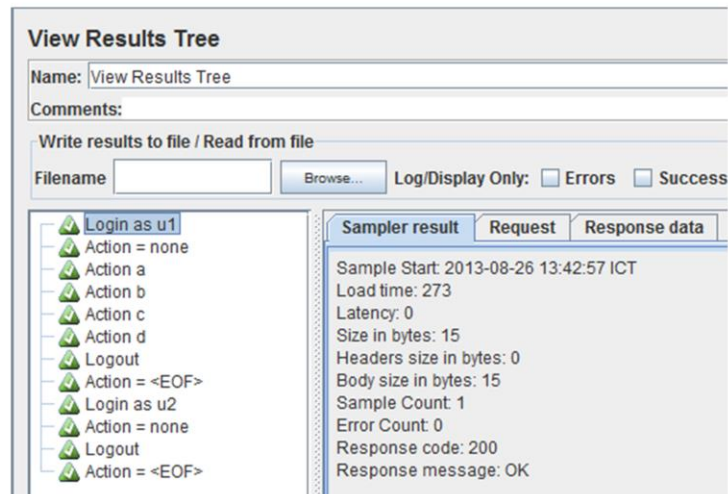 View Results Tree
Name: View Results Tree
Comments:
Write results to file / Read from file
Filename Browse... Log/Display Only: Errors Success
Login as u1
Action = none
Action a
Action b
Action c
Action d
Logout
Action = <EOF>
Login as u2
Action = none
Logout
Action = <EOF>
Sampler result Request Response data
Sample Start: 2013-08-26 13:42:57 ICT
Load time: 273
Latency: 0
Size in bytes: 15
Headers size in bytes: 0
Body size in bytes: 15
Sample Count: 1
Error Count: 0
Response code: 200
Response message: OK